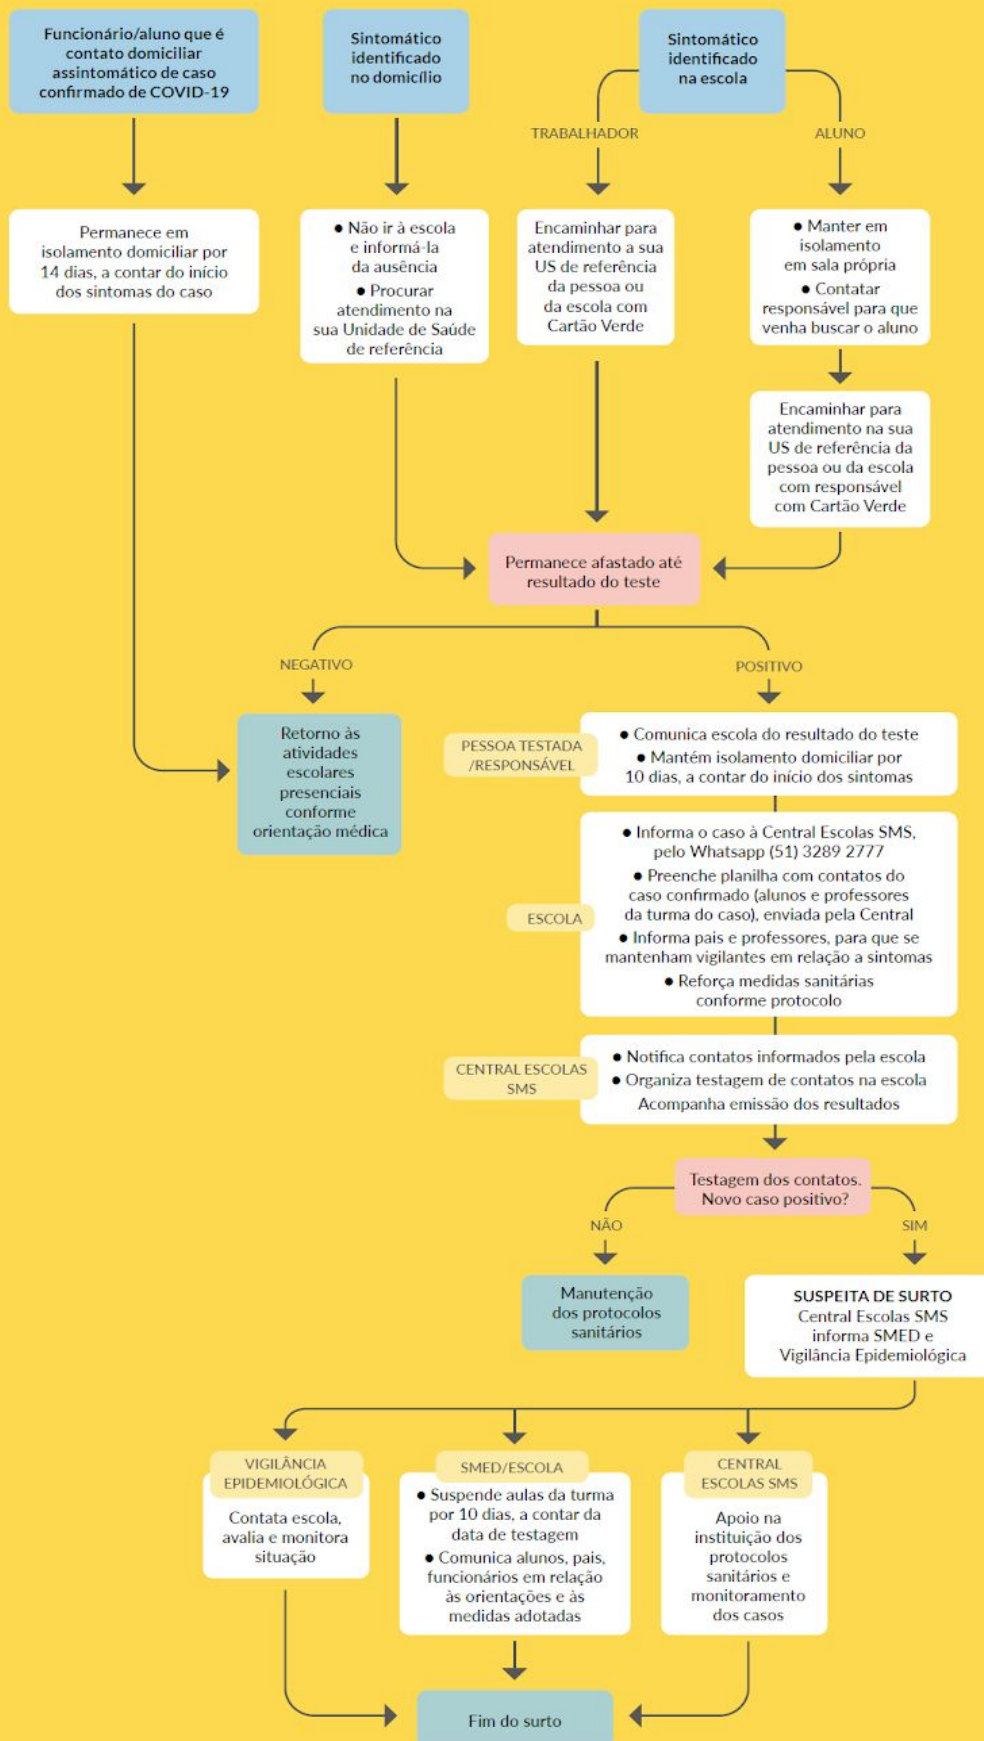 Funcionário/aluno que é
contato domiciliar
assintomático de caso
confirmado de COVID-19
Sintomático
identificado
no domicílio
Sintomático
identificado
na escola
TRABALHADOR
ALUNO
Permanece em
isolamento domiciliar por
14 dias, a contar do início
dos sintomas do caso
● Não ir à escola
e informá-la
da ausência
● Procurar
atendimento na
sua Unidade de Saúde
de referência
Encaminhar para
atendimento a sua
US de referência
da pessoa ou
da escola com
Cartão Verde
● Manter em
isolamento
em sala própria
● Contatar
responsável para que
venha buscar o aluno
Encaminhar para
atendimento na sua
US de referência da
pessoa ou da escola
com responsável
com Cartão Verde
Permanece afastado até
resultado do teste
NEGATIVO
POSITIVO
Retorno às
atividades
escolares
presenciais
conforme
orientação médica
PESSOA TESTADA
/RESPONSÁVEL
● Comunica escola do resultado do teste
● Mantém isolamento domiciliar por
10 dias, a contar do início dos sintomas
ESCOLA
● Informa o caso à Central Escolas SMS,
pelo Whatsapp (51) 3289 2777
● Preenche planilha com contatos do
caso confirmado (alunos e professores
da turma do caso), enviada pela Central
● Informa pais e professores, para que se
mantenham vigilantes em relação a sintomas
● Reforça medidas sanitárias
conforme protocolo
CENTRAL ESCOLAS
SMS
● Notifica contatos informados pela escola
● Organiza testagem de contatos na escola
Acompanha emissão dos resultados
Testagem dos contatos.
Novo caso positivo?
NÃO
SIM
Manutenção
dos protocolos
sanitários
SUSPEITA DE SURTO
Central Escolas SMS
informa SMED e
Vigilância Epidemiológica
VIGILÂNCIA
EPIDEMIOLÓGICA
Contata escola,
avalia e monitora
situação
SMED/ESCOLA
● Suspende aulas da turma
por 10 dias, a contar da
data de testagem
● Comunica alunos, pais,
funcionários em relação
às orientações e às
medidas adotadas
CENTRAL
ESCOLAS SMS
Apoio na
instituição dos
protocolos
sanitários e
monitoramento
dos casos
Fim do surto